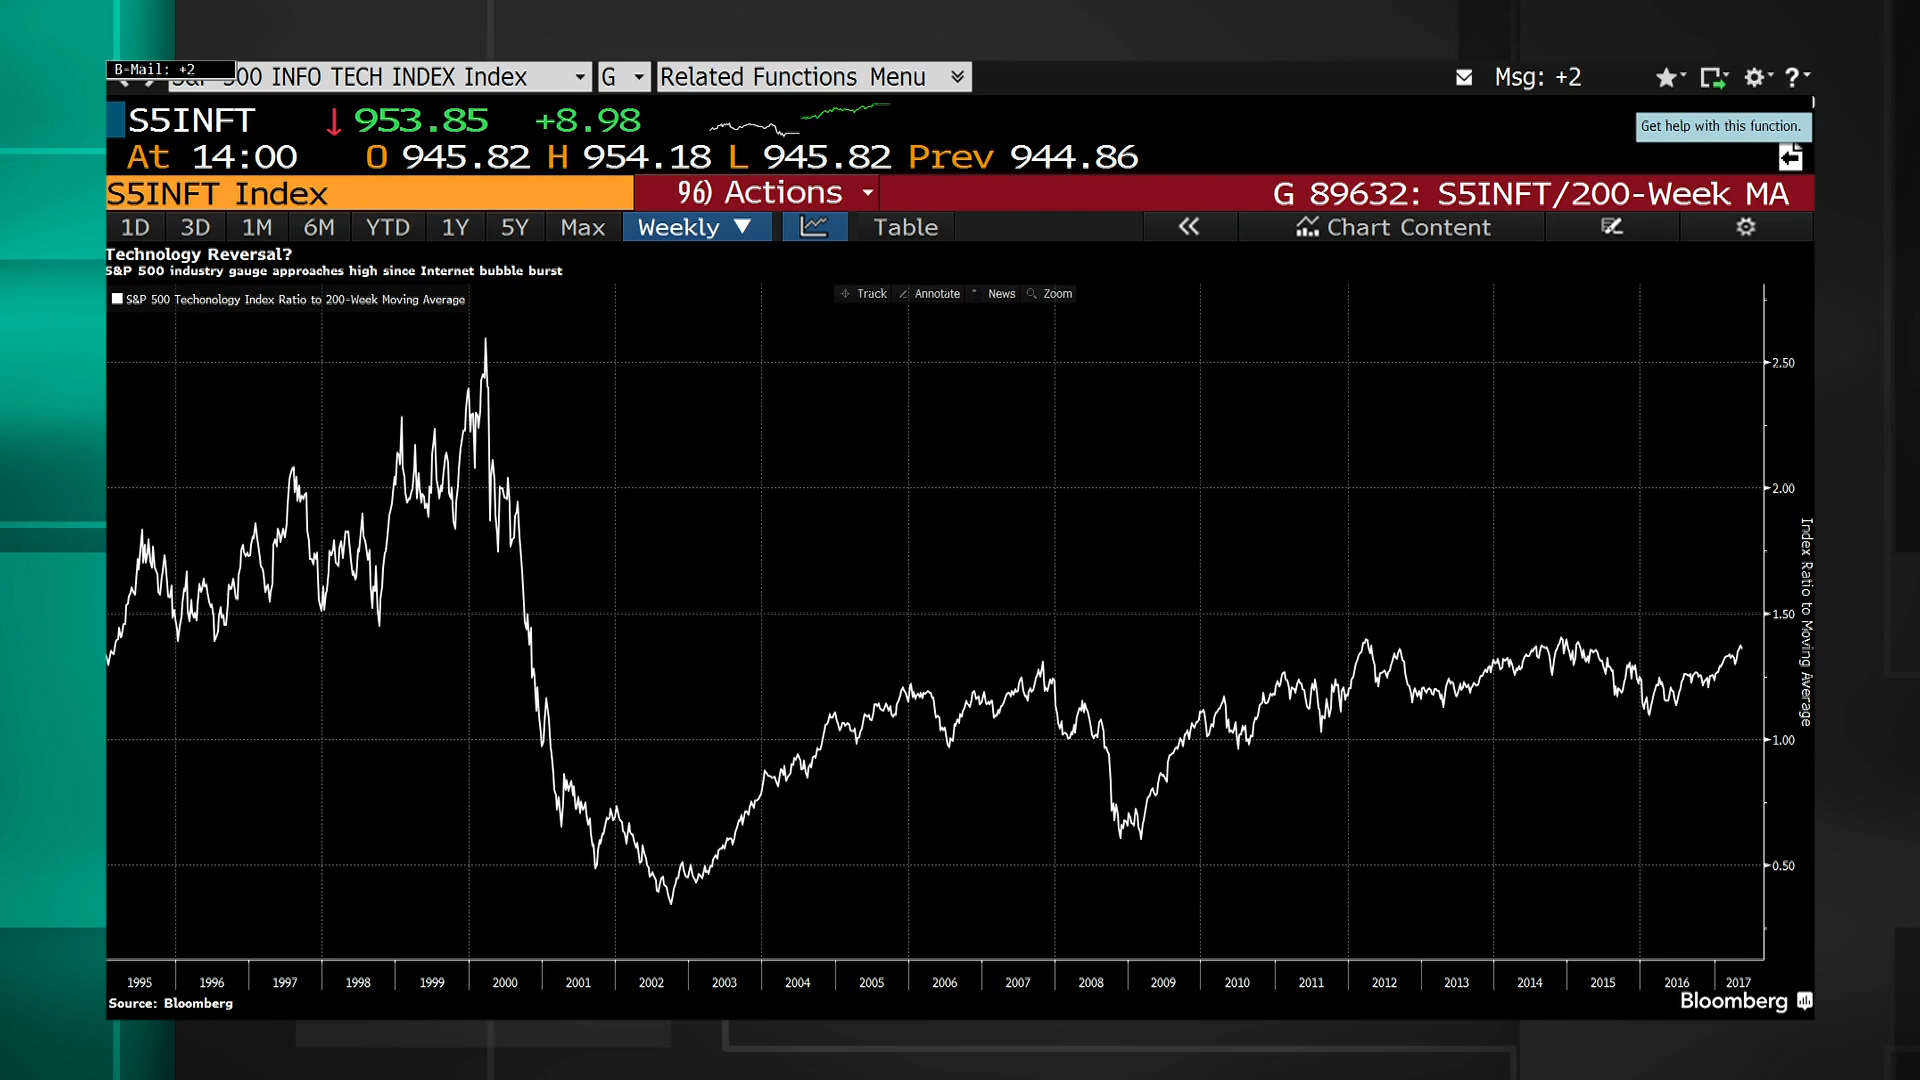 B-Mail: +2
500 INFO TECH INDEX Index G Related Functions Menu Msg: +2 ?
S5INFT ↓ 953.85 +8.98
Get help with this function.
At 14:00 O 945.82 H 954.18 L 945.82 Prev 944.86
S5INFT Index 96) Actions G 89632: S5INFT/200-Week MA
1D 3D 1M 6M YTD 1Y 5Y Max Weekly ▼ Table « Chart Content
Technology Reversal?
S&P 500 industry gauge approaches high since Internet bubble burst
S&P 500 Techonology Index Ratio to 200-Week Moving Average
Track Annotate News Zoom
2.50
2.00
1.50
1.00
0.50
Index Ratio to Moving Average
1995 1996 1997 1998 1999 2000 2001 2002 2003 2004 2005 2006 2007 2008 2009 2010 2011 2012 2013 2014 2015 2016 2017
Source: Bloomberg
Bloomberg